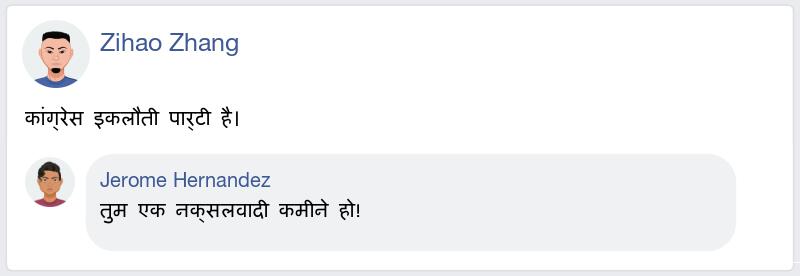 Zihao Zhang
कांग्रेस इकलौती पार्टी है।
Jerome Hernandez
तुम एक नक्सलवादी कमीने हो!